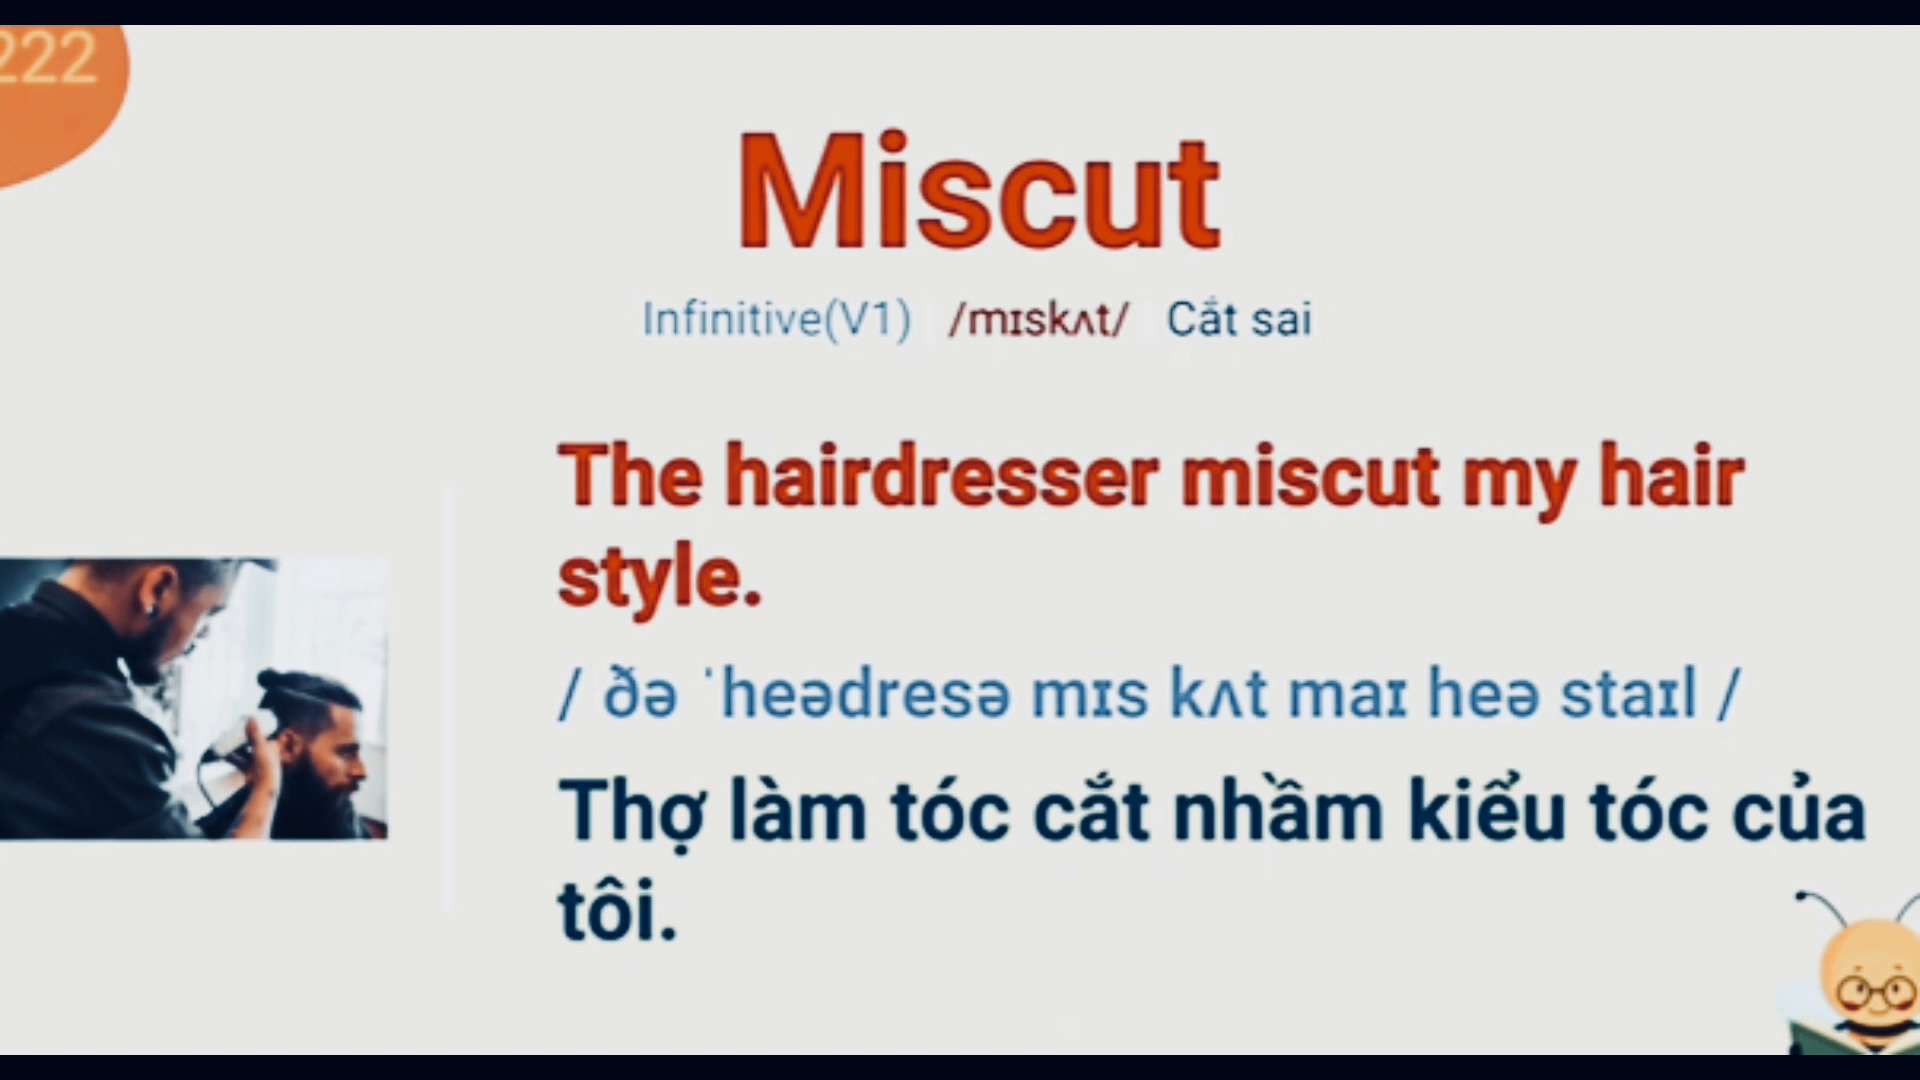 222
Miscut
Infinitive(V1) /mɪskʌt/ Cắt sai
The hairdresser miscut my hair
style.
/ ðə ˈheədresə mɪs kʌt maɪ heə staɪl /
Thợ làm tóc cắt nhầm kiểu tóc của
tôi.